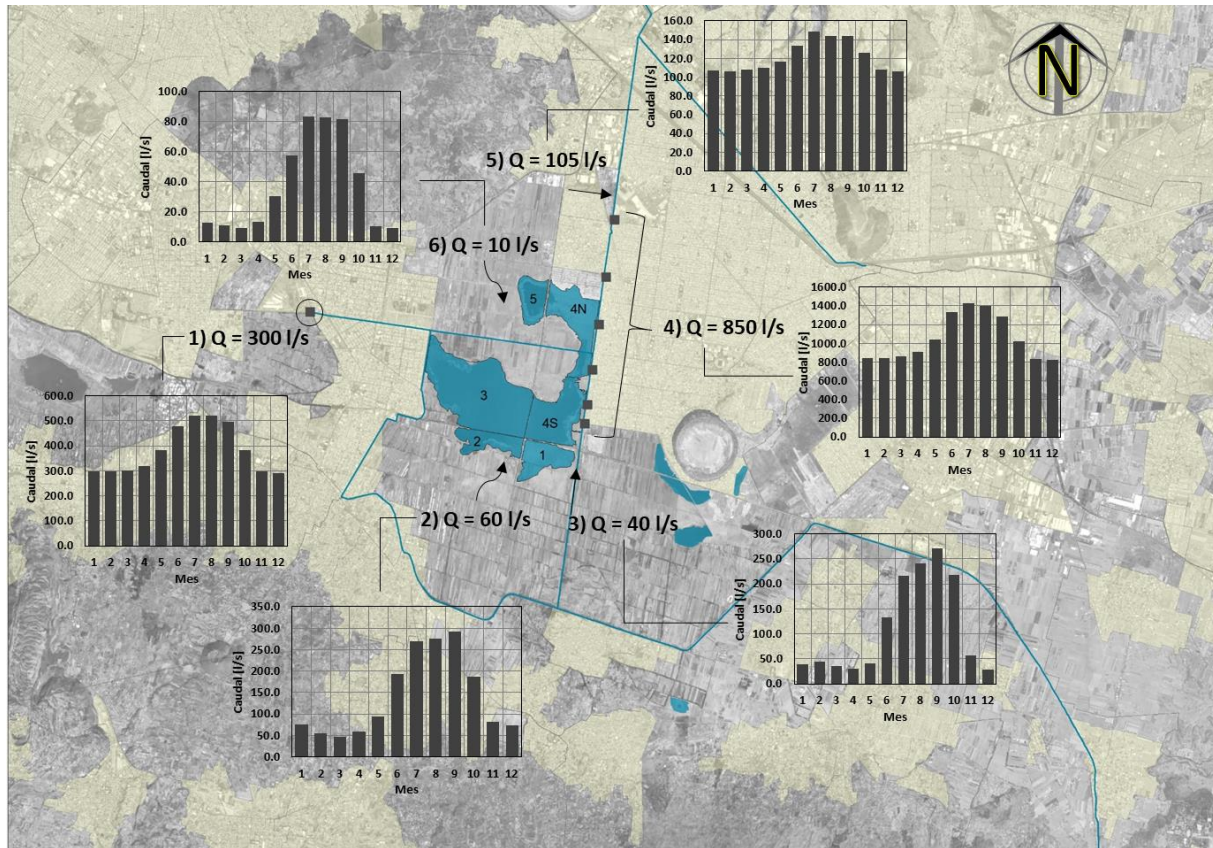 160.0
140.0
120.0
100.0
80.0
60.0
40.0
20.0
0.0
Caudal [l/s]
1 2 3 4 5 6 7 8 9 10 11 12
Mes
N
100.0
80.0
60.0
40.0
20.0
0.0
Caudal [l/s]
1 2 3 4 5 6 7 8 9 10 11 12
Mes
5) Q = 105 l/s
6) Q = 10 l/s
5
4N
1) Q = 300 l/s
4) Q = 850 l/s
1600.0
1400.0
1200.0
1000.0
800.0
600.0
400.0
200.0
0.0
Caudal [l/s]
1 2 3 4 5 6 7 8 9 10 11 12
Mes
3
4S
2
1
600.0
500.0
400.0
300.0
200.0
100.0
0.0
Caudal [l/s]
1 2 3 4 5 6 7 8 9 10 11 12
Mes
2) Q = 60 l/s
3) Q = 40 l/s
300.0
250.0
200.0
150.0
100.0
50.0
0.0
Caudal [l/s]
1 2 3 4 5 6 7 8 9 10 11 12
Mes
350.0
300.0
250.0
200.0
150.0
100.0
50.0
0.0
Caudal [l/s]
1 2 3 4 5 6 7 8 9 10 11 12
Mes